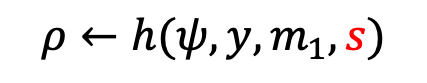 ρ ← h(ψ, y, m₁, s)